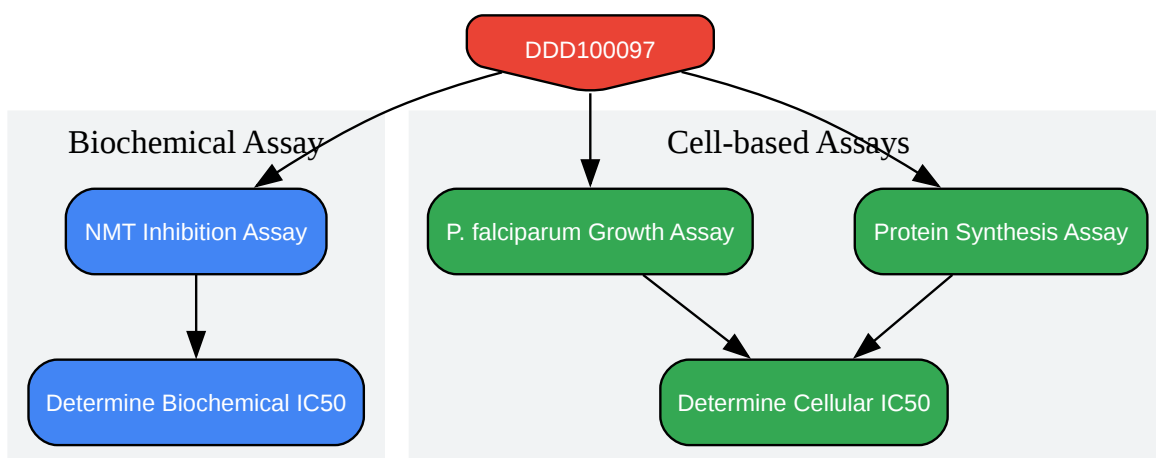 DDD100097
Biochemical Assay
Cell-based Assays
NMT Inhibition Assay
P. falciparum Growth Assay
Protein Synthesis Assay
Determine Biochemical IC50
Determine Cellular IC50